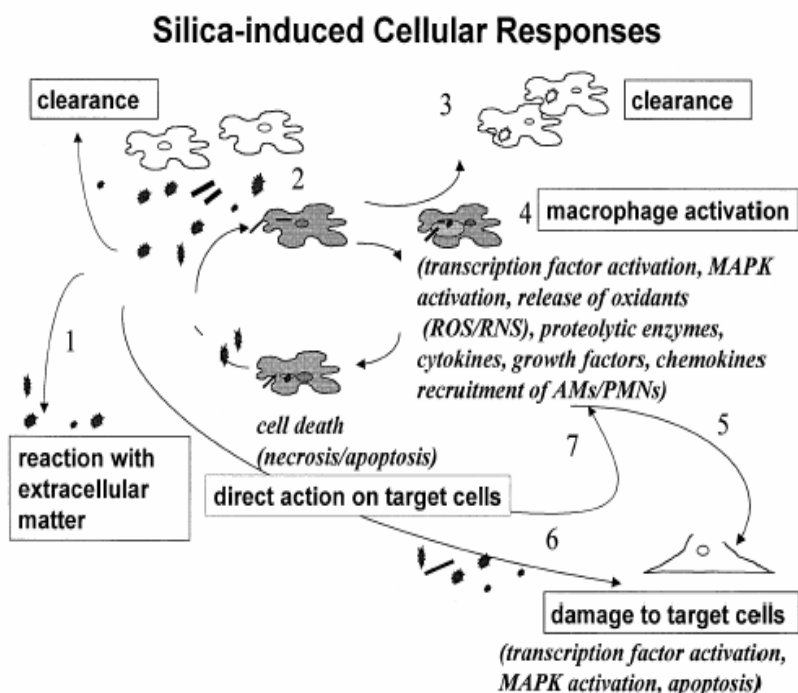 Silica-induced Cellular Responses
clearance
3
clearance
2
4
macrophage activation
(transcription factor activation, MAPK
activation, release of oxidants
(ROS/RNS), proteolytic enzymes,
cytokines, growth factors, chemokines
recruitment of AMs/PMNs)
1
cell death
(necrosis/apoptosis)
5
7
reaction with
extracellular
matter
direct action on target cells
6
damage to target cells
(transcription factor activation,
MAPK activation, apoptosis)